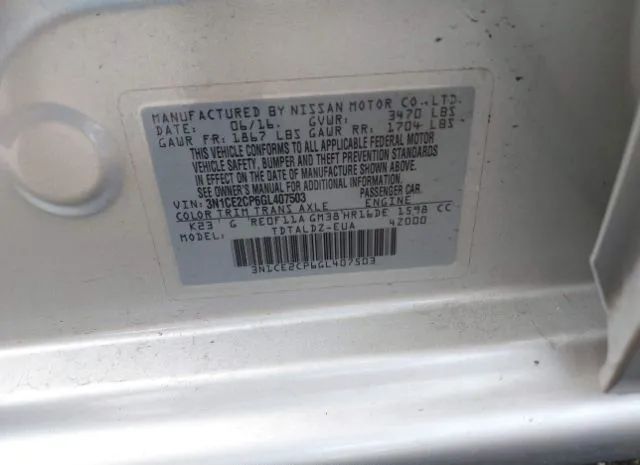 MANUFACTURED BY NISSAN MOTOR CO., LTD.
DATE: 06/16 GVWR: 3470 LBS
GAWR FR: 1867 LBS GAWR RR: 1704 LBS
THIS VEHICLE CONFORMS TO ALL APPLICABLE FEDERAL MOTOR
VEHICLE SAFETY, BUMPER AND THEFT PREVENTION STANDARDS
IN EFFECT ON THE DATE OF MANUFACTURE SHOWN ABOVE.
SEE OWNER'S MANUAL FOR ADDITIONAL INFORMATION.
VIN: 3N1CE2CP6GL407503 PASSENGER CAR
COLOR TRIM TRANS AXLE ENGINE
K23 G RE0F11A GM38 HR16DE 1598 CC
MODEL: TDTALDZ-EUA 42000
3N1CE2CP6GL407503